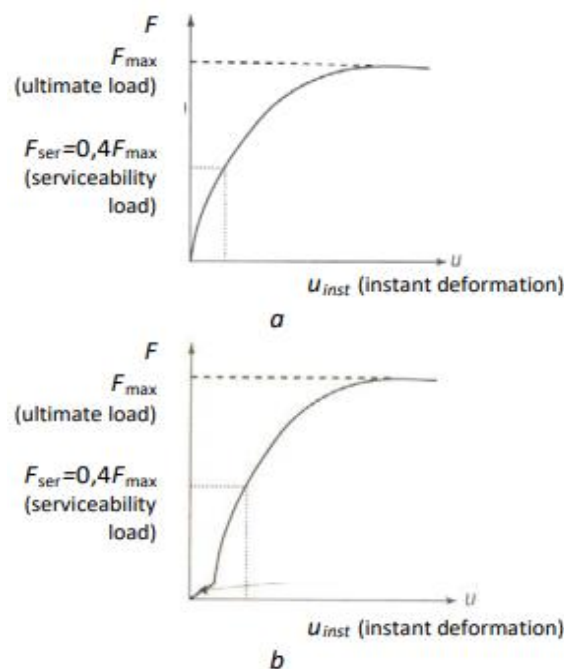 F
Fmax
(ultimate load)
Fser=0,4Fmax
(serviceability
load)
u
uinst (instant deformation)
a
F
Fmax
(ultimate load)
Fser=0,4Fmax
(serviceability
load)
u
uinst (instant deformation)
b